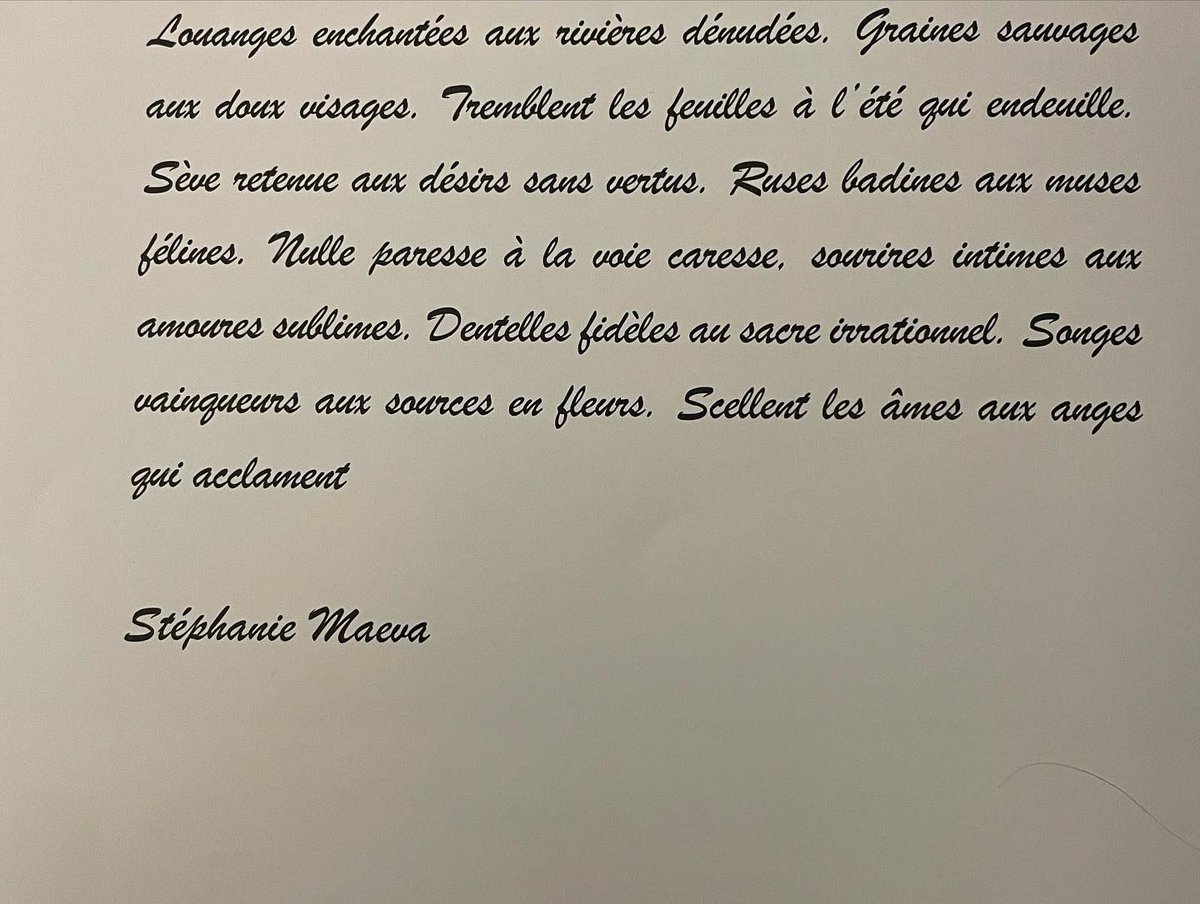 Louanges enchantées aux rivières dénudées. Graines sauvages
aux doux visages. Tremblent les feuilles à l'été qui endeuille.
Sève retenue aux désirs sans vertus. Ruses badines aux muses
félines. Nulle paresse à la voie caresse, sourires intimes aux
amoures sublimes. Dentelles fidèles au sacre irrationnel. Songes
vainqueurs aux sources en fleurs. Scellent les âmes aux anges
qui acclament
Stéphanie Maeva